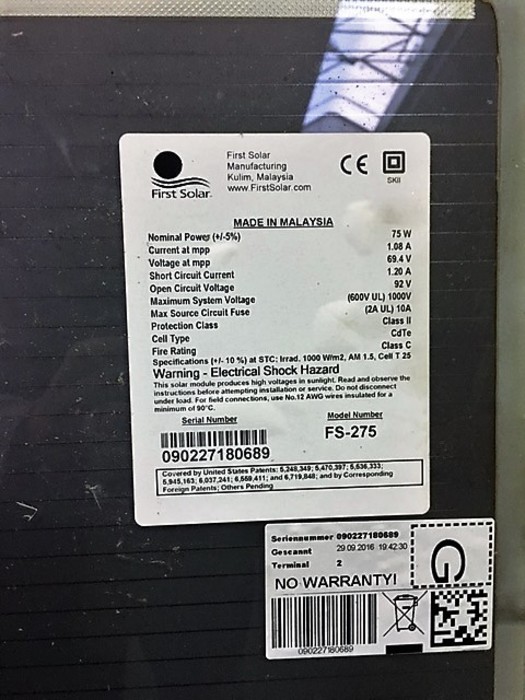 First Solar.
First Solar
Manufacturing
Kulim, Malaysia
www.FirstSolar.com
CE
SKII
MADE IN MALAYSIA
Nominal Power (+/-5%) 75 W
Current at mpp 1.08 A
Voltage at mpp 69.4 V
Short Circuit Current 1.20 A
Open Circuit Voltage 92 V
Maximum System Voltage (600V UL) 1000V
Max Source Circuit Fuse (2A UL) 10A
Protection Class Class II
Cell Type CdTe
Fire Rating Class C
Specifications (+/- 10 %) at STC: Irrad. 1000 W/m2, AM 1.5, Cell T 25
Warning - Electrical Shock Hazard
This solar module produces high voltages in sunlight. Read and observe the
instructions before attempting installation or service. Do not disconnect
under load. For field connections, use No.12 AWG wires insulated for a
minimum of 90°C.
Serial Number Model Number
090227180689 FS-275
Covered by United States Patents: 5,248,349; 5,470,397; 5,536,333;
5,945,163; 6,037,241; 6,559,411; and 6,719,848; and by Corresponding
Foreign Patents; Others Pending
Seriennummer 090227180689
Gescannt 29.09.2016 19:42:30
Terminal 2
NO WARRANTY!
G
090227180689